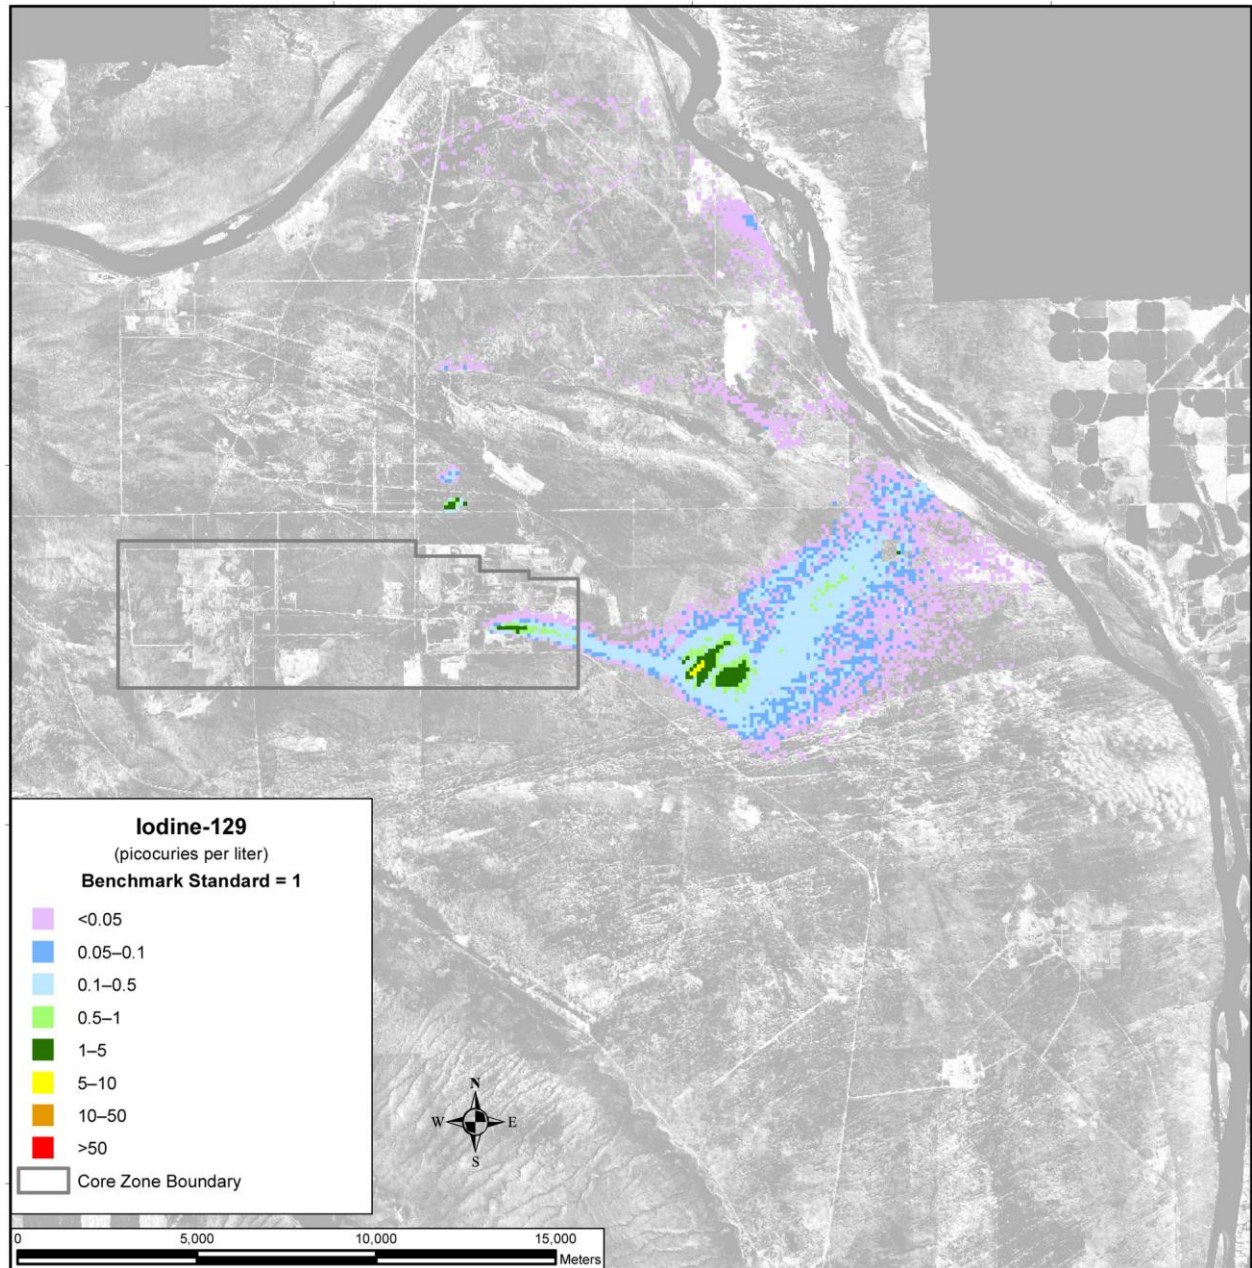 Iodine-129
(picocuries per liter)
Benchmark Standard = 1
<0.05
0.05–0.1
0.1–0.5
0.5–1
1–5
5–10
10–50
>50
Core Zone Boundary
N
W E
S
0 5,000 10,000 15,000
Meters